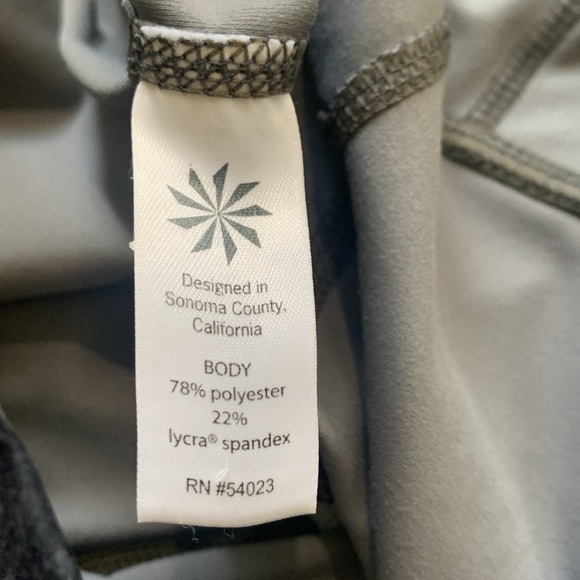 Designed in
Sonoma County,
California
BODY
78% polyester
22%
lycra® spandex
RN #54023